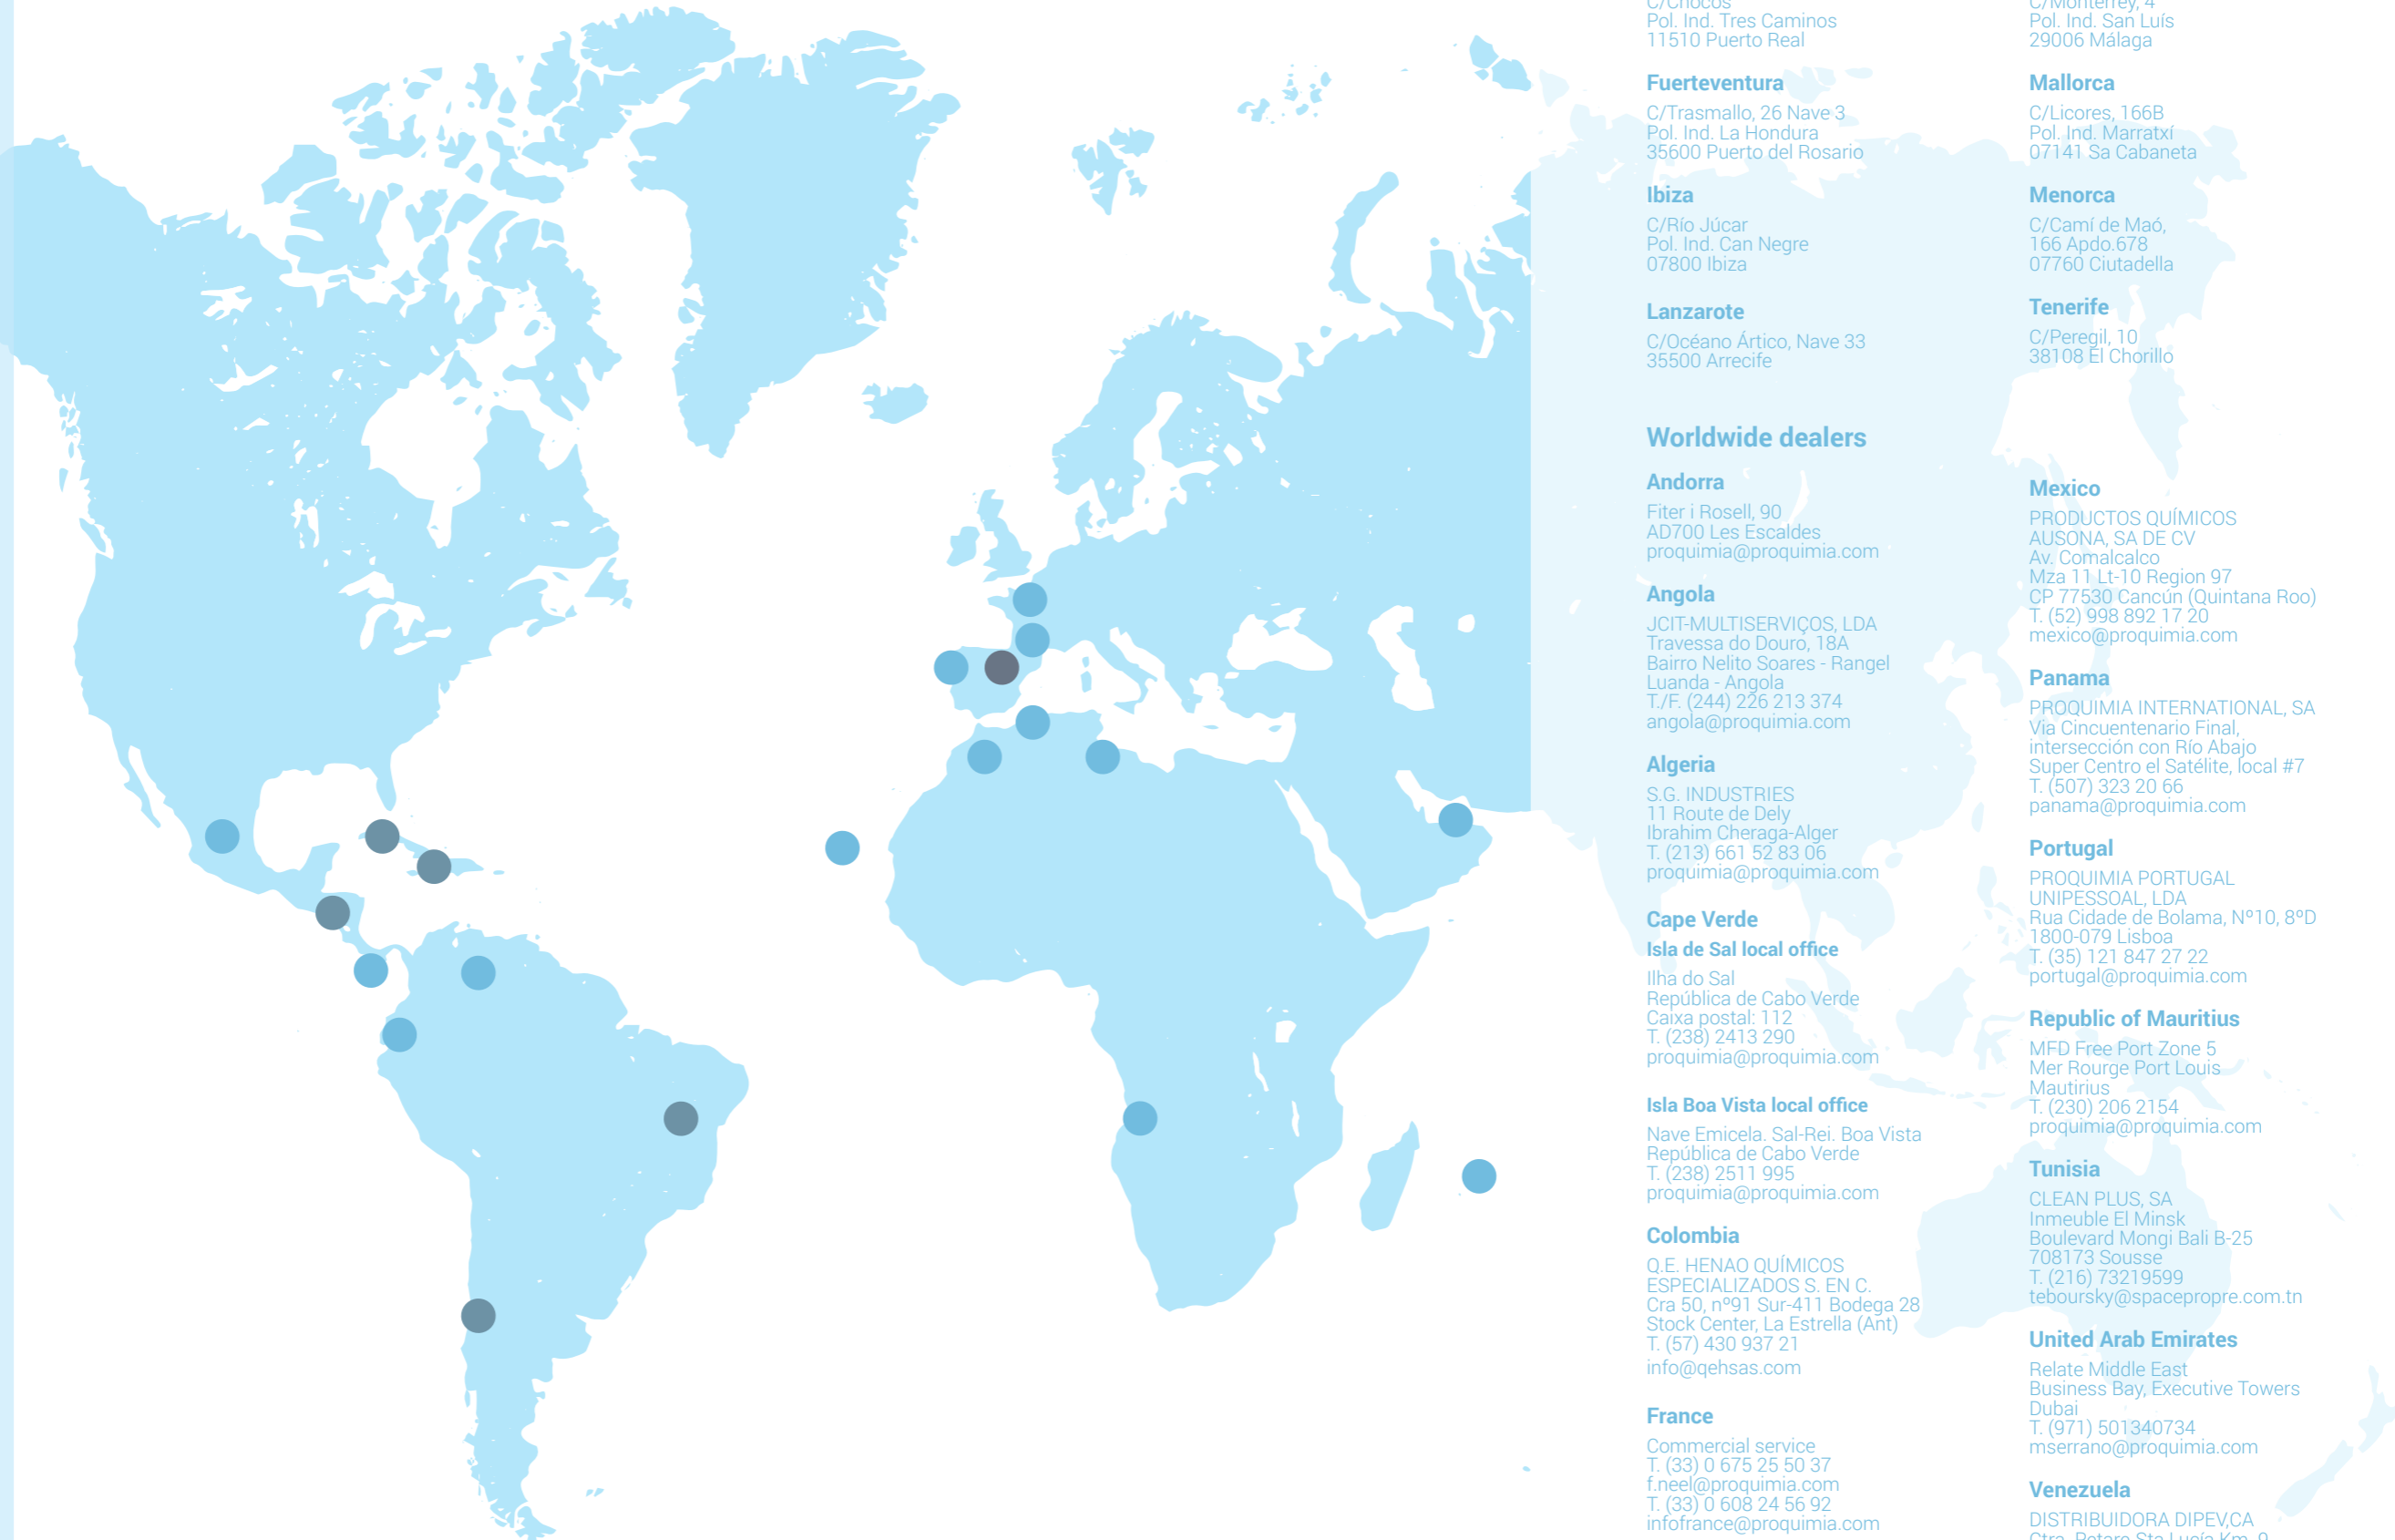 C/Chocos
Pol. Ind. Tres Caminos
11510 Puerto Real
Fuerteventura
C/Trasmallo, 26 Nave 3
Pol. Ind. La Hondura
35600 Puerto del Rosario
Ibiza
C/Río Júcar
Pol. Ind. Can Negre
07800 Ibiza
Lanzarote
C/Océano Ártico, Nave 33
35500 Arrecife
C/Monterrey, 4
Pol. Ind. San Luís
29006 Málaga
Mallorca
C/Licores, 166B
Pol. Ind. Marratxí
07141 Sa Cabaneta
Menorca
C/Camí de Maó,
166 Apdo.678
07760 Ciutadella
Tenerife
C/Peregil, 10
38108 El Chorillo
Worldwide dealers
Andorra
Fiter i Rosell, 90
AD700 Les Escaldes
proquimia@proquimia.com
Angola
JCIT-MULTISERVIÇOS, LDA
Travessa do Douro, 18A
Bairro Nelito Soares - Rangel
Luanda - Angola
T./F. (244) 226 213 374
angola@proquimia.com
Algeria
S.G. INDUSTRIES
11 Route de Dely
Ibrahim Cheraga-Alger
T. (213) 661 52 83 06
proquimia@proquimia.com
Cape Verde
Isla de Sal local office
Ilha do Sal
República de Cabo Verde
Caixa postal: 112
T. (238) 2413 290
proquimia@proquimia.com
Isla Boa Vista local office
Nave Emicela. Sal-Rei. Boa Vista
República de Cabo Verde
T. (238) 2511 995
proquimia@proquimia.com
Colombia
Q.E. HENAO QUÍMICOS
ESPECIALIZADOS S. EN C.
Cra 50, nº91 Sur-411 Bodega 28
Stock Center, La Estrella (Ant)
T. (57) 430 937 21
info@qehsas.com
France
Commercial service
T. (33) 0 675 25 50 37
f.neel@proquimia.com
T. (33) 0 608 24 56 92
infofrance@proquimia.com
Mexico
PRODUCTOS QUÍMICOS
AUSONA, SA DE CV
Av. Comalcalco
Mza 11 Lt-10 Region 97
CP 77530 Cancún (Quintana Roo)
T. (52) 998 892 17 20
mexico@proquimia.com
Panama
PROQUIMIA INTERNATIONAL, SA
Via Cincuentenario Final,
intersección con Río Abajo
Super Centro el Satélite, local #7
T. (507) 323 20 66
panama@proquimia.com
Portugal
PROQUIMIA PORTUGAL
UNIPESSOAL, LDA
Rua Cidade de Bolama, Nº10, 8ºD
1800-079 Lisboa
T. (35) 121 847 27 22
portugal@proquimia.com
Republic of Mauritius
MFD Free Port Zone 5
Mer Rourge Port Louis
Mautirius
T. (230) 206 2154
proquimia@proquimia.com
Tunisia
CLEAN PLUS, SA
Inmeuble El Minsk
Boulevard Mongi Bali B-25
708173 Sousse
T. (216) 73219599
teboursky@spacepropre.com.tn
United Arab Emirates
Relate Middle East
Business Bay, Executive Towers
Dubai
T. (971) 501340734
mserrano@proquimia.com
Venezuela
DISTRIBUIDORA DIPEV,CA
Ctra. Petare Sta Lucía Km. 9